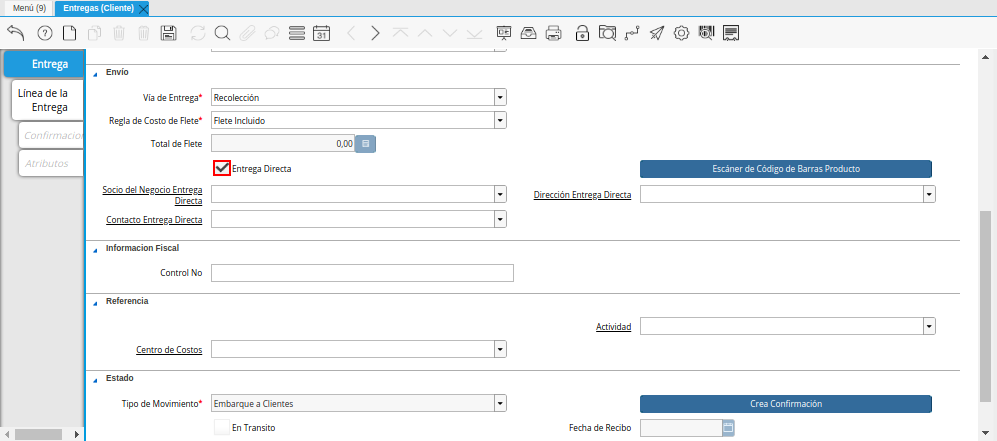 Menú (9)
Entregas (Cliente)
31
Entrega
Línea de la
Entrega
Atributos
Envío
Vía de Entrega* Recolección
Regla de Costo de Flete* Flete Incluido
Total de Flete 0,00
Entrega Directa
Escáner de Código de Barras Producto
Socio del Negocio Entrega
Directa
Dirección Entrega Directa
Contacto Entrega Directa
Informacion Fiscal
Control No
Referencia
Actividad
Centro de Costos
Estado
Tipo de Movimiento* Embarque a Clientes
Crea Confirmación
En Transito
Fecha de Recibo